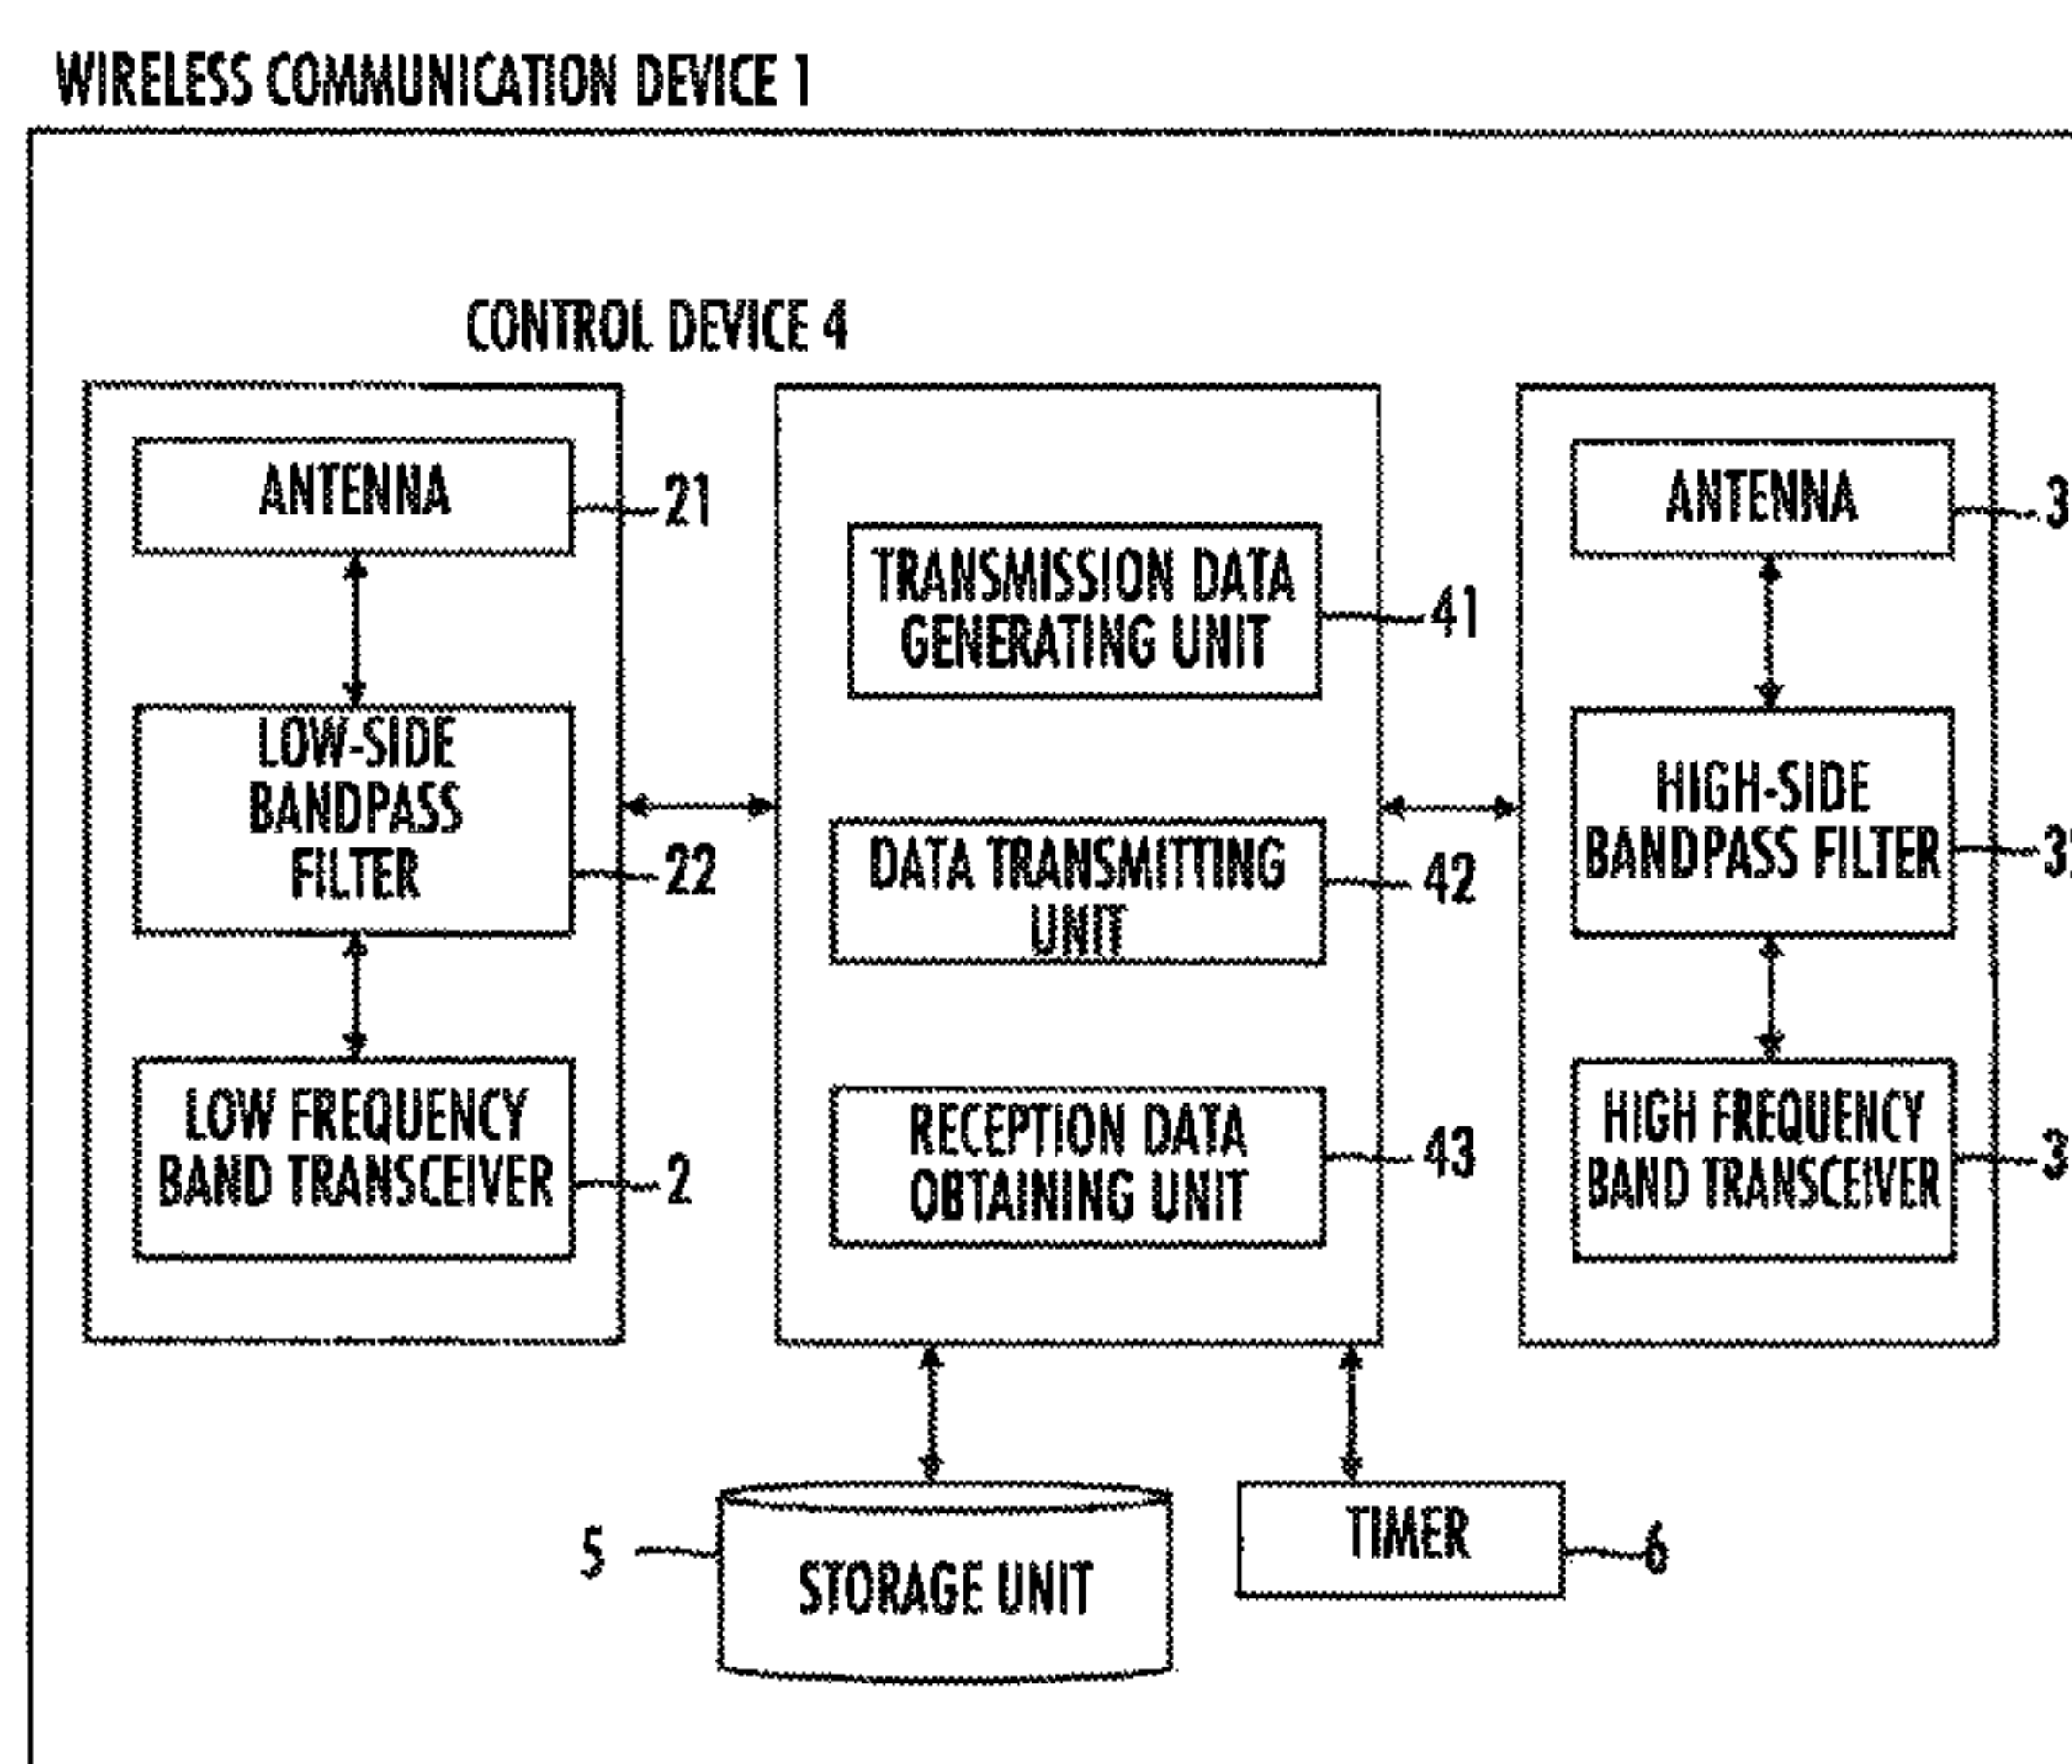 WIRELESS COMMUNICATION DEVICE 1
CONTROL DEVICE 4
ANTENNA
21
LOW-SIDE
BANDPASS
FILTER
22
LOW FREQUENCY
BAND TRANSCEIVER
2
TRANSMISSION DATA
GENERATING UNIT
41
DATA TRANSMITTING
UNIT
42
RECEPTION DATA
OBTAINING UNIT
43
ANTENNA
HIGH-SIDE
BANDPASS FILTER
HIGH FREQUENCY
BAND TRANSCEIVER
3
5
STORAGE UNIT
TIMER
6